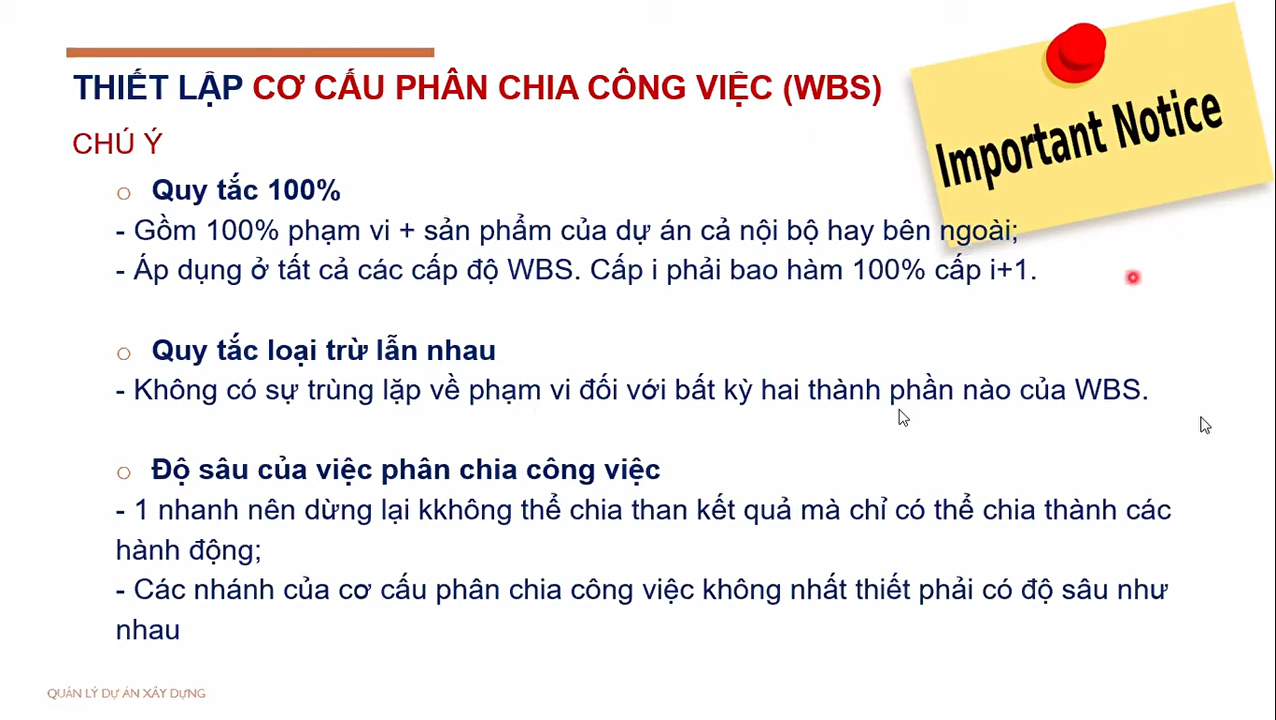 THIẾT LẬP CƠ CẤU PHÂN CHIA CÔNG VIỆC (WBS)
Important Notice
CHÚ Ý
o Quy tắc 100%
- Gồm 100% phạm vi + sản phẩm của dự án cả nội bộ hay bên ngoài;
- Áp dụng ở tất cả các cấp độ WBS. Cấp i phải bao hàm 100% cấp i+1.
o Quy tắc loại trừ lẫn nhau
- Không có sự trùng lặp về phạm vi đối với bất kỳ hai thành phần nào của WBS.
o Độ sâu của việc phân chia công việc
- 1 nhanh nên dừng lại kkhông thể chia than kết quả mà chỉ có thể chia thành các
hành động;
- Các nhánh của cơ cấu phân chia công việc không nhất thiết phải có độ sâu như
nhau
QUẢN LÝ DỰ ÁN XÂY DỰNG